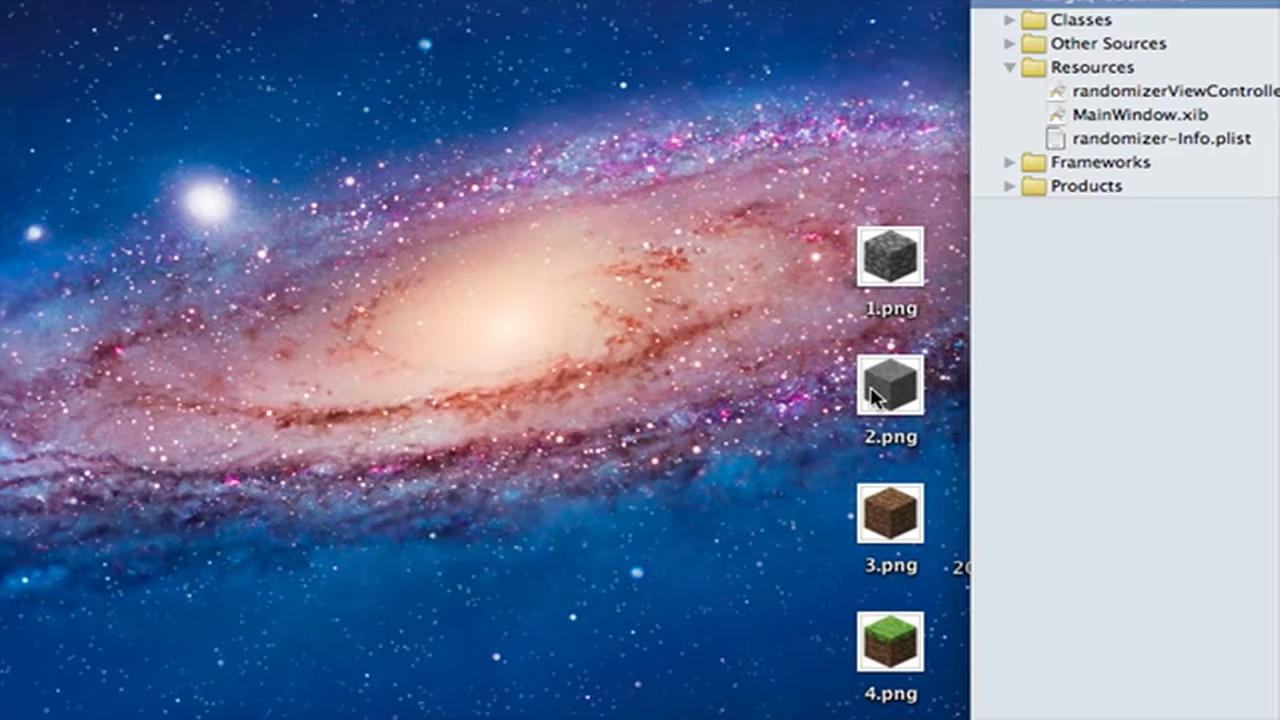 Classes
Other Sources
Resources
randomizerViewControlle
MainWindow.xib
randomizer-Info.plist
Frameworks
Products
1.png
2.png
3.png
20
4.png